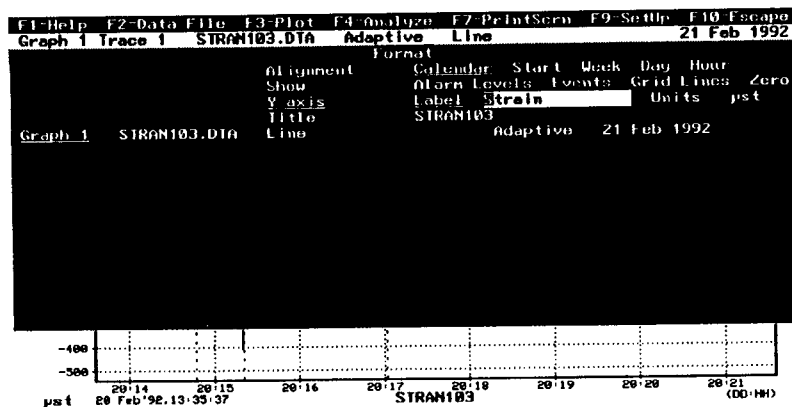 F1-Help F2-Data File F3-Plot F4-Analyze F7-PrintScrn F9-SetUp F10-Escape
Graph 1 Trace 1 STRAN103.DTA Adaptive Line 21 Feb 1992
Format
Alignment Calendar Start Week Day Hour
Show Alarm Levels Events Grid Lines Zero
Y axis Label Strain Units µst
Title STRAN103
Graph 1 STRAN103.DTA Line Adaptive 21 Feb 1992
-400
-500
20:14 20:15 20:16 20:17 20:18 20:19 20:20 20:21
µst 20 Feb'92.13:35:37 STRAN103 (DD:HH)